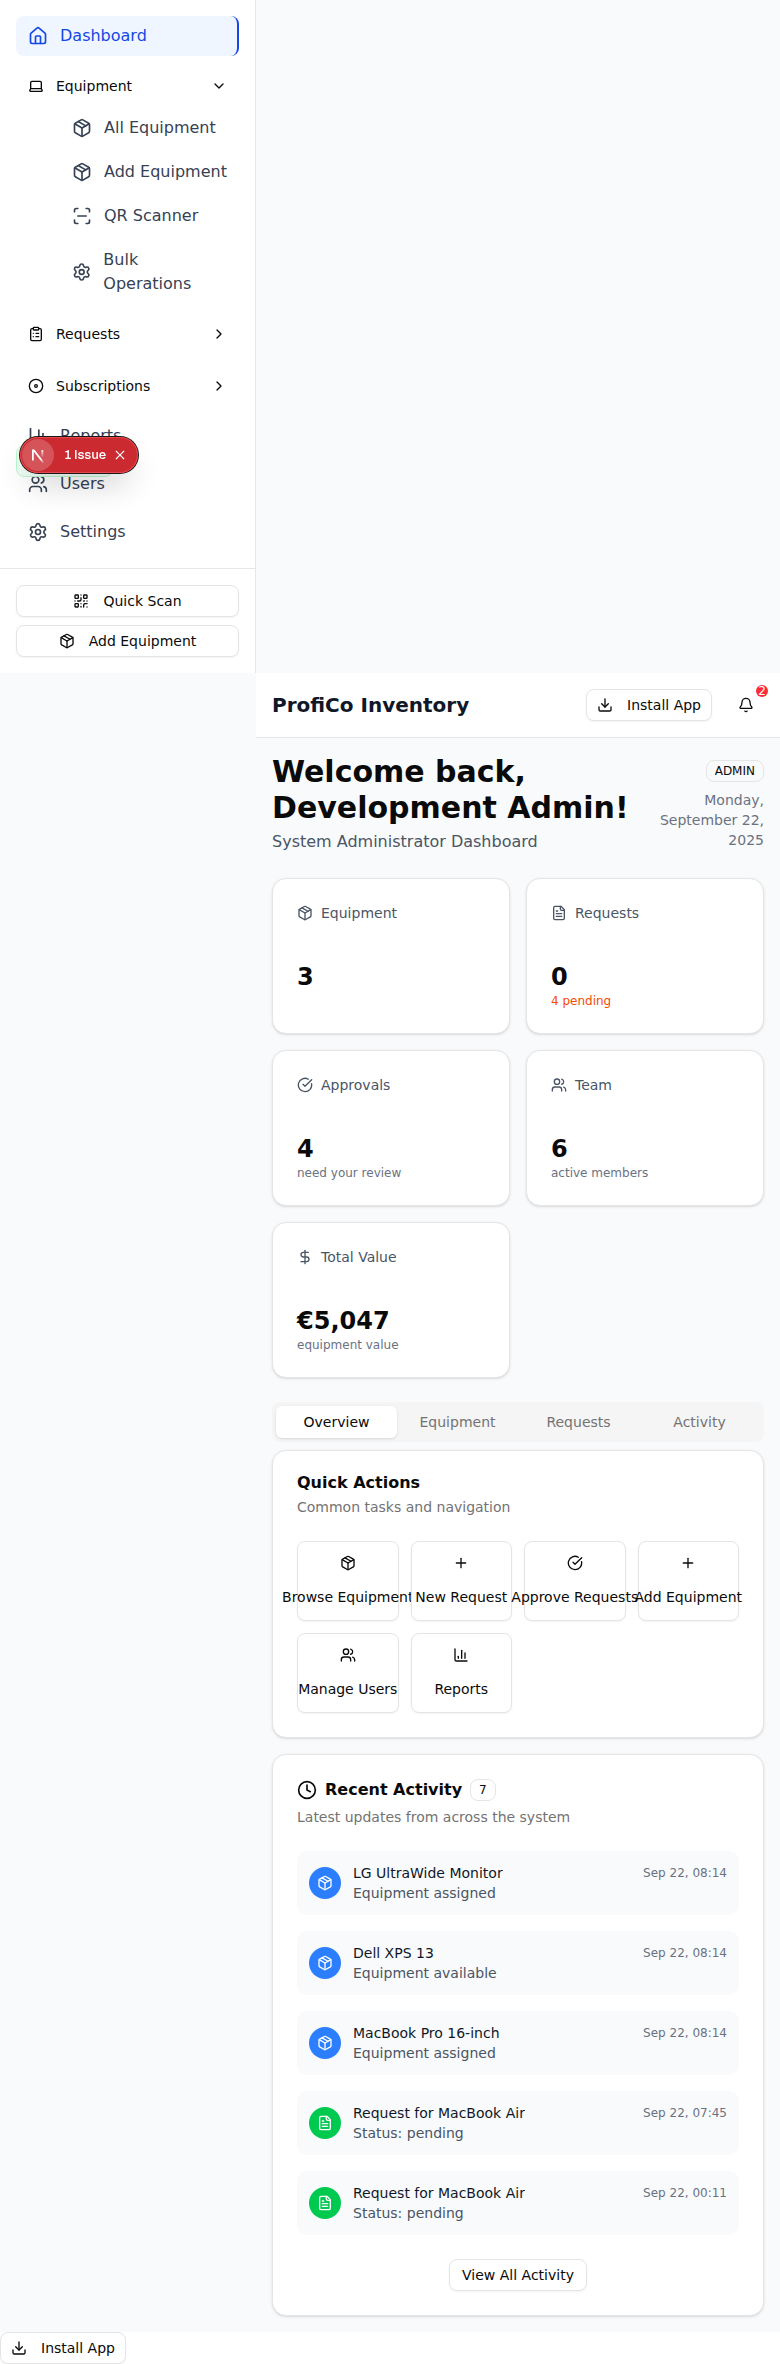 Dashboard
Equipment
All Equipment
Add Equipment
QR Scanner
Bulk
Operations
Requests
Subscriptions
Reports
1 Issue
Users
Settings
Quick Scan
Add Equipment
ProfiCo Inventory
Install App
2
Welcome back,
Development Admin!
ADMIN
Monday,
September 22,
2025
System Administrator Dashboard
Equipment
3
Requests
0
4 pending
Approvals
4
need your review
Team
6
active members
Total Value
€5,047
equipment value
Overview
Equipment
Requests
Activity
Quick Actions
Common tasks and navigation
Browse Equipment
New Request
Approve Requests
Add Equipment
Manage Users
Reports
Recent Activity 7
Latest updates from across the system
LG UltraWide Monitor
Sep 22, 08:14
Equipment assigned
Dell XPS 13
Sep 22, 08:14
Equipment available
MacBook Pro 16-inch
Sep 22, 08:14
Equipment assigned
Request for MacBook Air
Sep 22, 07:45
Status: pending
Request for MacBook Air
Sep 22, 00:11
Status: pending
View All Activity
Install App